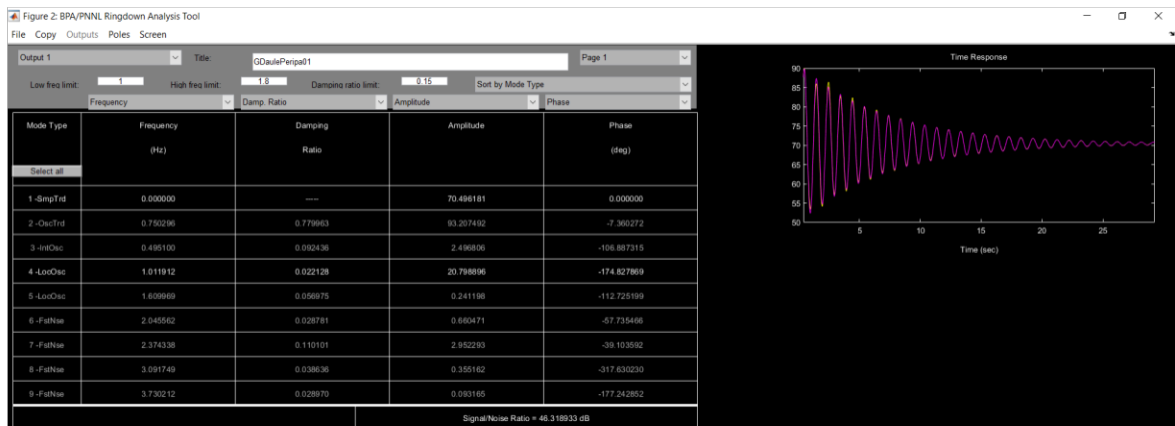 Figure 2: BPA/PNNL Ringdown Analysis Tool
File Copy Outputs Poles Screen
Output 1 Title: GDaulePeripa01 Page 1
Low freq limit: 1 High freq limit: 1.8 Damping ratio limit: 0.15 Sort by Mode Type
Frequency Damp. Ratio Amplitude Phase
Mode Type Frequency Damping Amplitude Phase
(Hz) Ratio (deg)
Select all
1 -SmpTrd 0.000000 ---- 70.496181 0.000000
2 -OscTrd 0.750296 0.779963 93.207492 -7.360272
3 -IntOsc 0.495100 0.092436 2.496806 -106.887315
4 -LocOsc 1.011912 0.022128 20.798896 -174.827869
5 -LocOsc 1.609969 0.056975 0.241198 -112.725199
6 -FstNse 2.045562 0.028781 0.660471 -57.735466
7 -FstNse 2.374338 0.110101 2.952293 -39.103592
8 -FstNse 3.091749 0.038636 0.355162 -317.630230
9 -FstNse 3.730212 0.028970 0.093165 -177.242852
Signal/Noise Ratio = 46.318933 dB
Time Response
90
85
80
75
70
65
60
55
50
5 10 15 20 25
Time (sec)